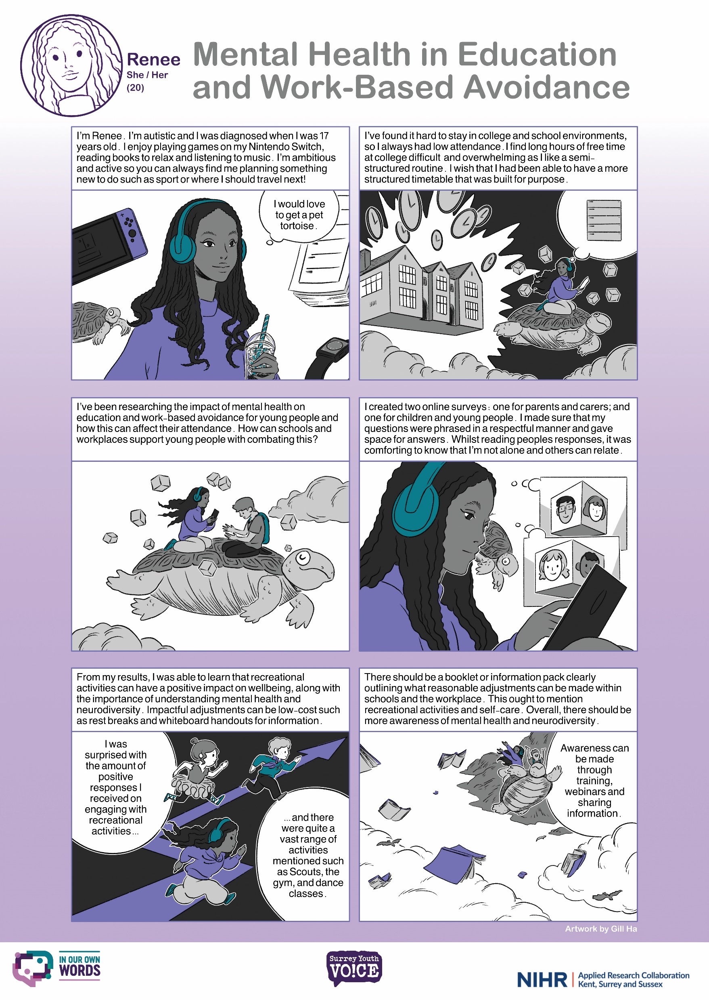 Renee
She / Her
(20)
Mental Health in Education
and Work-Based Avoidance
I'm Renee. I'm autistic and I was diagnosed when I was 17
years old. I enjoy playing games on my Nintendo Switch,
reading books to relax and listening to music. I'm ambitious
and active so you can always find me planning something
new to do such as sport or where I should travel next!
I would love
to get a pet
tortoise.
I've found it hard to stay in college and school environments,
so I always had low attendance. I find long hours of free time
at college difficult and overwhelming as I like a semi-
structured routine. I wish that I had been able to have a more
structured timetable that was built for purpose.
I've been researching the impact of mental health on
education and work-based avoidance for young people and
how this can affect their attendance. How can schools and
workplaces support young people with combating this?
I created two online surveys: one for parents and carers; and
one for children and young people. I made sure that my
questions were phrased in a respectful manner and gave
space for answers. Whilst reading peoples responses, it was
comforting to know that I'm not alone and others can relate.
From my results, I was able to learn that recreational
activities can have a positive impact on wellbeing, along with
the importance of understanding mental health and
neurodiversity. Impactful adjustments can be low-cost such
as rest breaks and whiteboard handouts for information.
I was
surprised with
the amount of
positive
responses I
received on
engaging with
recreational
activities...
...and there
were quite a
vast range of
activities
mentioned such
as Scouts, the
gym, and dance
classes.
There should be a booklet or information pack clearly
outlining what reasonable adjustments can be made within
schools and the workplace. This ought to mention
recreational activities and self-care. Overall, there should be
more awareness of mental health and neurodiversity.
Awareness can
be made
through
training,
webinars and
sharing
information.
Artwork by Gill Ha
IN OUR OWN
WORDS
Surrey Youth
VO!CE
NIHR | Applied Research Collaboration
Kent, Surrey and Sussex